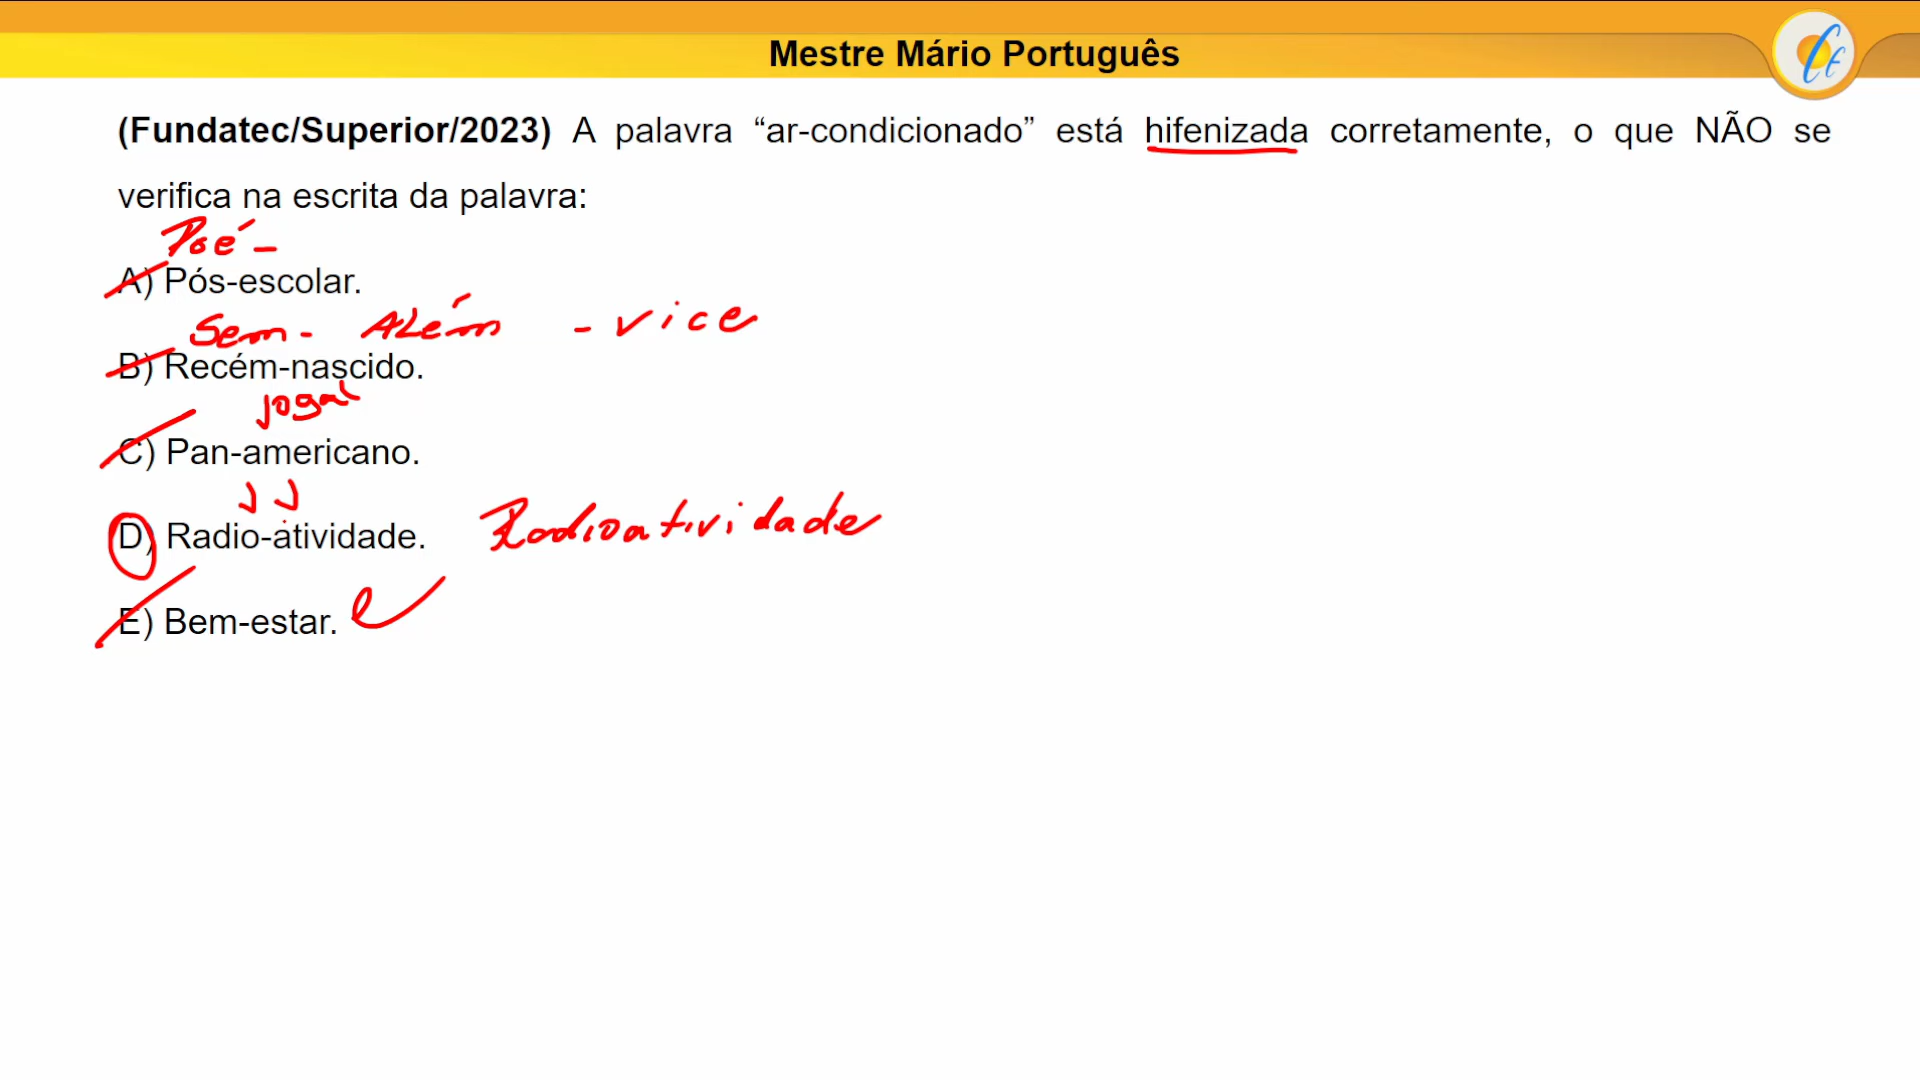 Mestre Mário Português
(Fundatec/Superior/2023) A palavra “ar-condicionado” está hifenizada corretamente, o que NÃO se
verifica na escrita da palavra:
A) Pós-escolar.
Sem- Além - vice
B) Recém-nascido.
C) Pan-americano.
D) Radio-atividade. Radioatividade
E) Bem-estar.